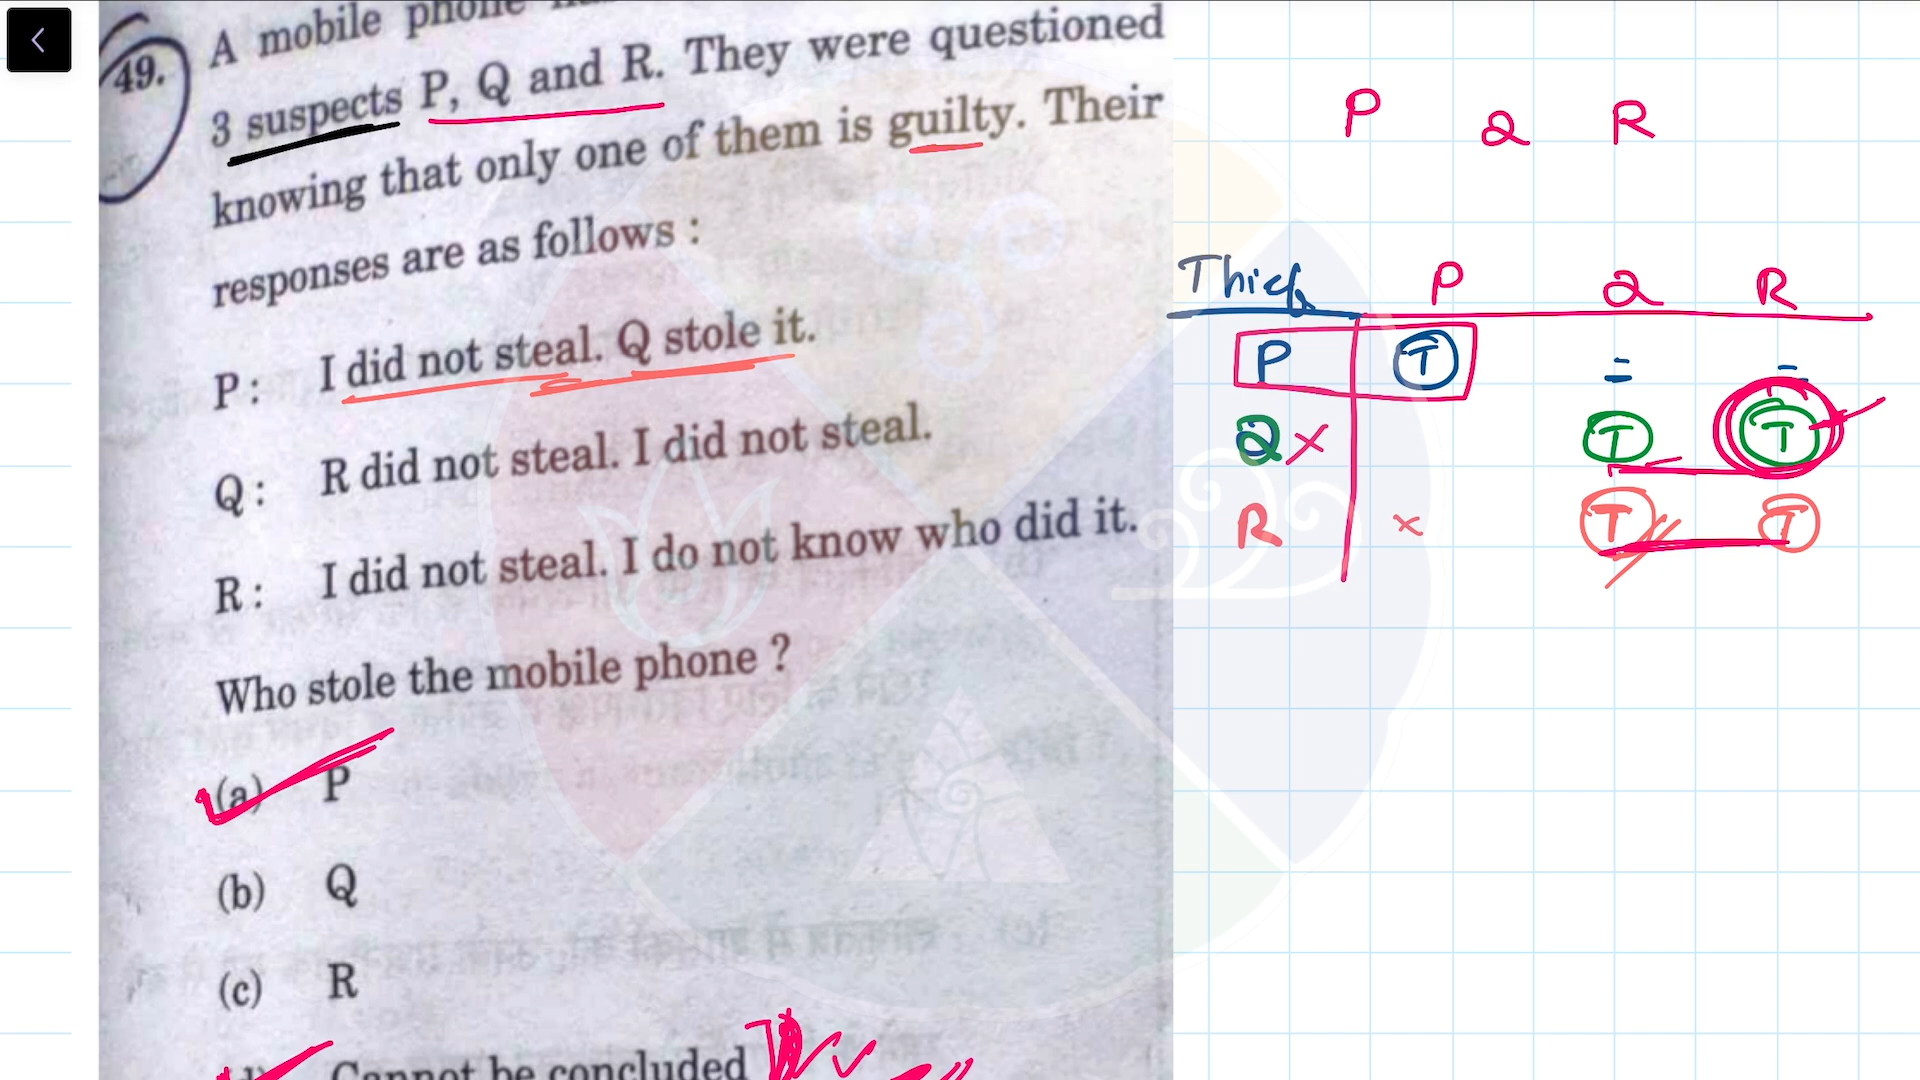 49. A mobile phone
3 suspects P, Q and R. They were questioned
knowing that only one of them is guilty. Their
responses are as follows :
P : I did not steal. Q stole it.
Q : R did not steal. I did not steal.
R : I did not steal. I do not know who did it.
Who stole the mobile phone ?
(a) P
(b) Q
(c) R
Cannot be concluded
P Q R
Thief P Q R
P T
Q x T T
R x T T